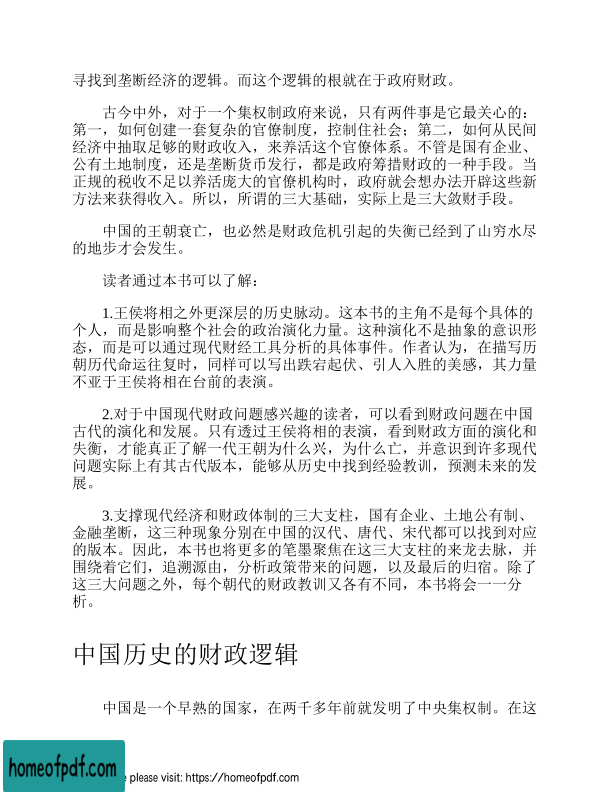 寻找到垄断经济的逻辑。而这个逻辑的根就在于政府财政。
古今中外，对于一个集权制政府来说，只有两件事是它最关心的：
第一，如何创建一套复杂的官僚制度，控制住社会；第二，如何从民间
经济中抽取足够的财政收入，来养活这个官僚体系。不管是国有企业、
公有土地制度，还是垄断货币发行，都是政府筹措财政的一种手段。当
正规的税收不足以养活庞大的官僚机构时，政府就会想办法开辟这些新
方法来获得收入。所以，所谓的三大基础，实际上是三大敛财手段。
中国的王朝衰亡，也必然是财政危机引起的失衡已经到了山穷水尽
的地步才会发生。
读者通过本书可以了解：
1.王侯将相之外更深层的历史脉动。这本书的主角不是每个具体的
个人，而是影响整个社会的政治演化力量。这种演化不是抽象的意识形
态，而是可以通过现代财经工具分析的具体事件。作者认为，在描写历
朝历代命运往复时，同样可以写出跌宕起伏、引人入胜的美感，其力量
不亚于王侯将相在台前的表演。
2.对于中国现代财政问题感兴趣的读者，可以看到财政问题在中国
古代的演化和发展。只有透过王侯将相的表演，看到财政方面的演化和
失衡，才能真正了解一代王朝为什么兴，为什么亡，并意识到许多现代
问题实际上有其古代版本，能够从历史中找到经验教训，预测未来的发
展。
3.支撑现代经济和财政体制的三大支柱，国有企业、土地公有制、
金融垄断，这三种现象分别在中国的汉代、唐代、宋代都可以找到对应
的版本。因此，本书也将更多的笔墨聚焦在这三大支柱的来龙去脉，并
围绕着它们，追溯源由，分析政策带来的问题，以及最后的归宿。除了
这三大问题之外，每个朝代的财政教训又各有不同，本书将会一一分
析。
中国历史的财政逻辑
中国是一个早熟的国家，在两千多年前就发明了中央集权制。在这
homeofpdf.com
please visit: https://homeofpdf.com